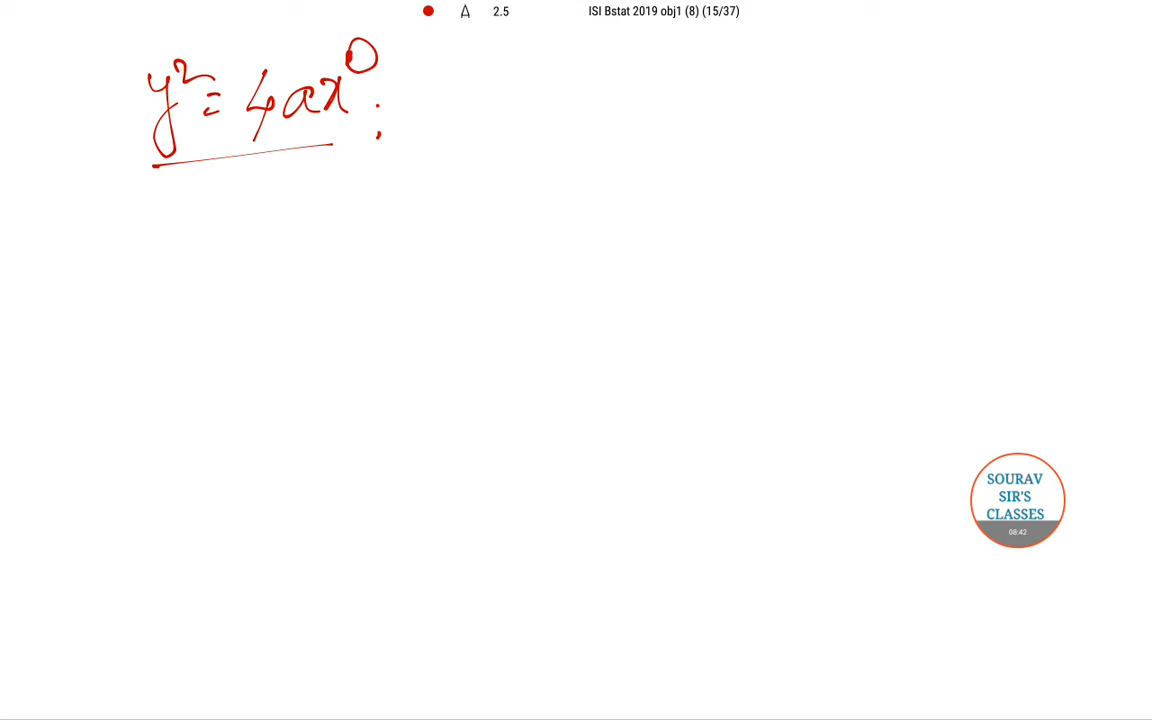 2.5 ISI Bstat 2019 obj1 (8) (15/37)
y² = 4ax ;
SOURAV
SIR'S
CLASSES
08:42